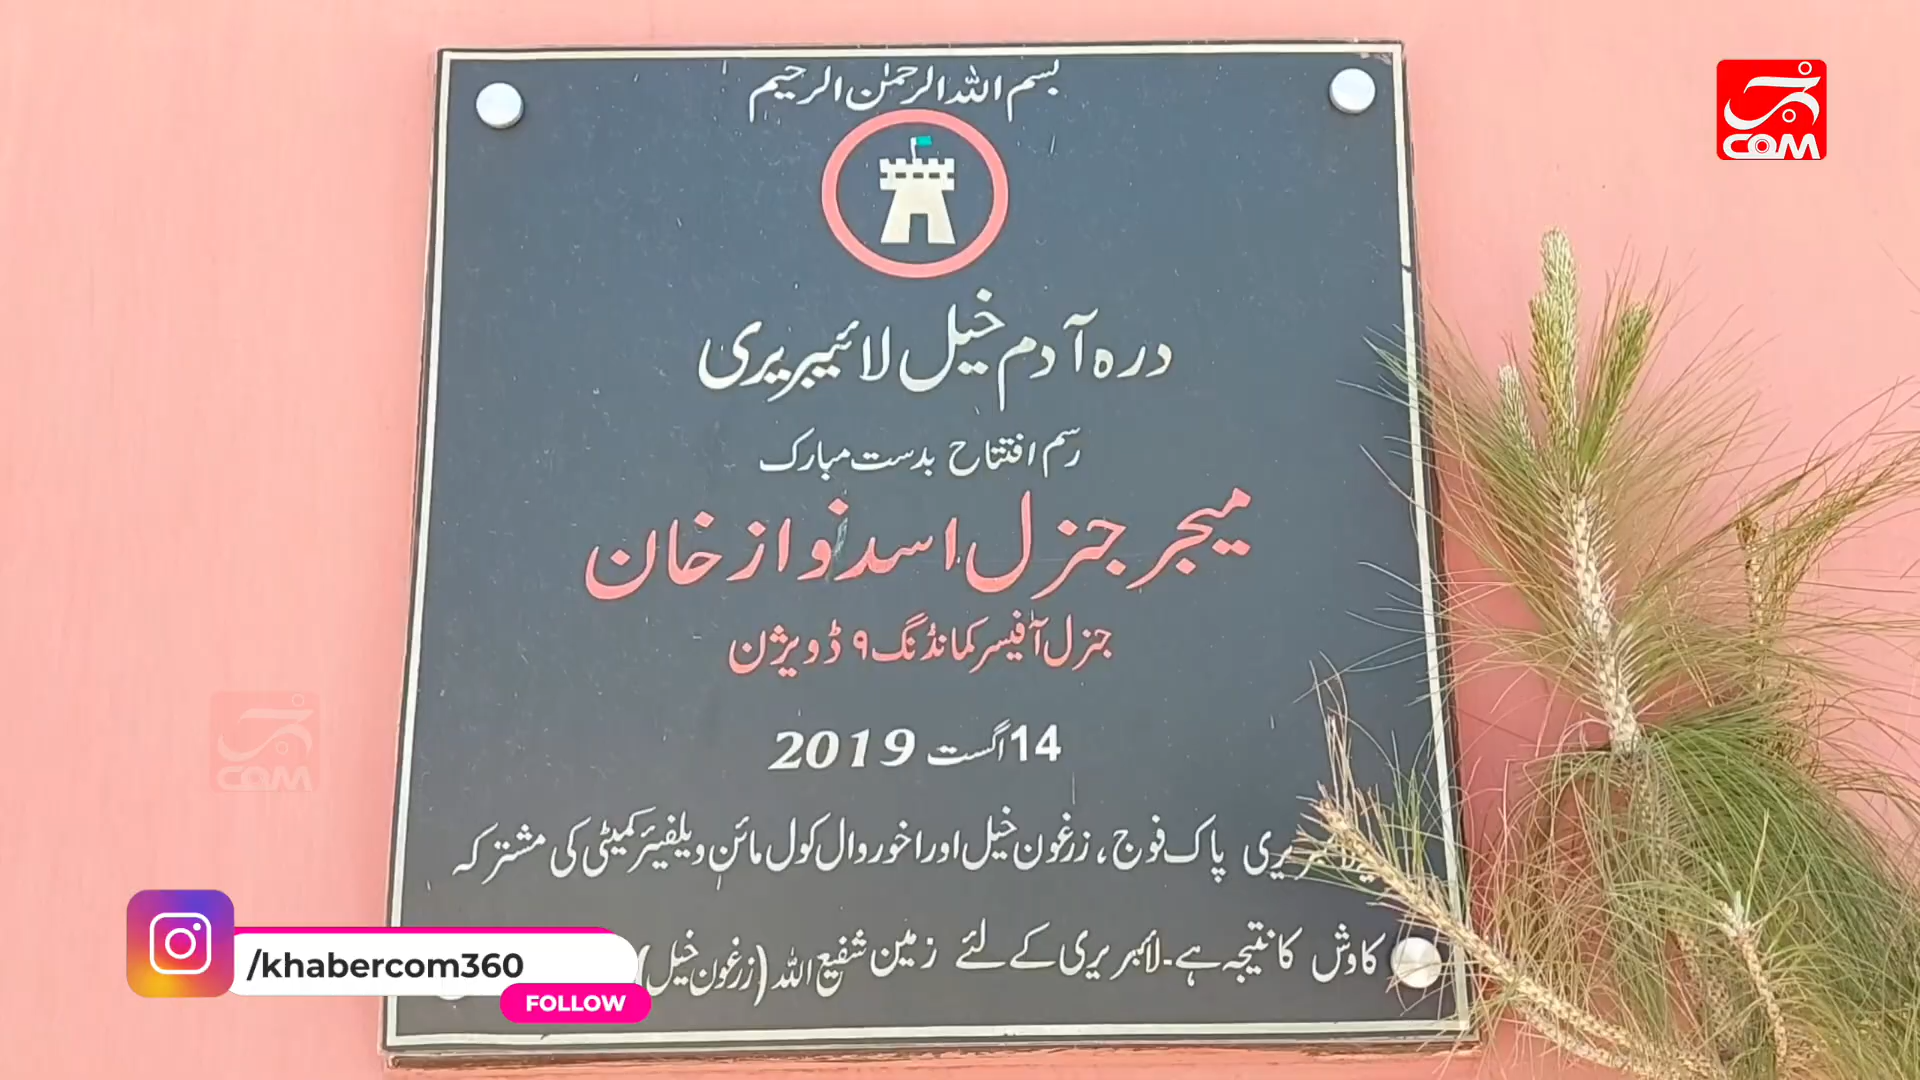 بسم اللہ الرحمٰن الرحیم
درہ آدم خیل لائیبریری
رسم افتتاح بدست مبارک
میجر جنرل اسد نواز خان
جنرل آفیسر کمانڈنگ ۹ ڈویژن
14 اگست 2019
پاک فوج، زرغون خیل اور اخوروال کول مائن ویلفیئر کمیٹی کی مشترکہ
کاوش کا نتیجہ ہے۔ لائبریری کے لئے زمین شفیع اللہ (زرغون خیل)
خبر
COM
/khabercom360
FOLLOW